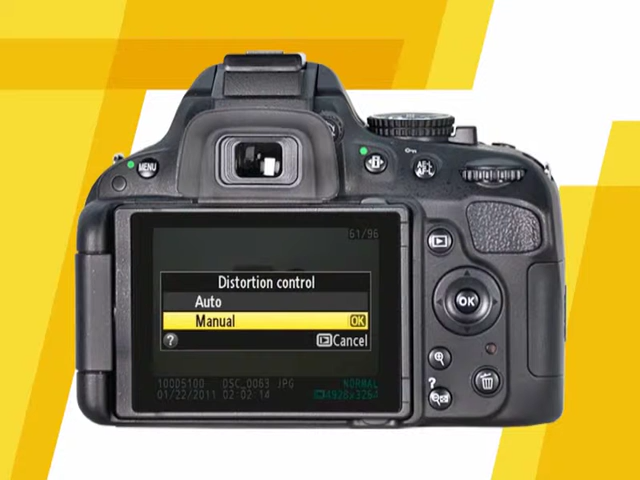 MENU
AE-L
AF-L
61/96
Distortion control
Auto
Manual OK
? Cancel
OK
100D5100 DSC_0063 JPG NORMAL
01/22/2011 02:02:14 4928x3264
?